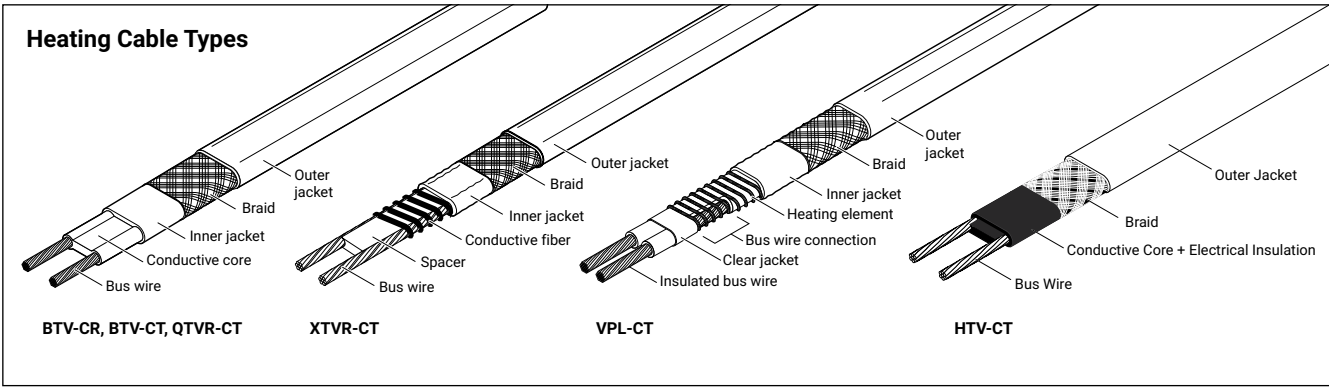 Heating Cable Types
Outer
jacket
Braid
Inner jacket
Conductive core
Bus wire
BTV-CR, BTV-CT, QTVR-CT
Outer jacket
Braid
Inner jacket
Conductive fiber
Spacer
Bus wire
XTVR-CT
Outer
jacket
Braid
Inner jacket
Heating element
Bus wire connection
Clear jacket
Insulated bus wire
VPL-CT
Outer Jacket
Braid
Conductive Core + Electrical Insulation
Bus Wire
HTV-CT